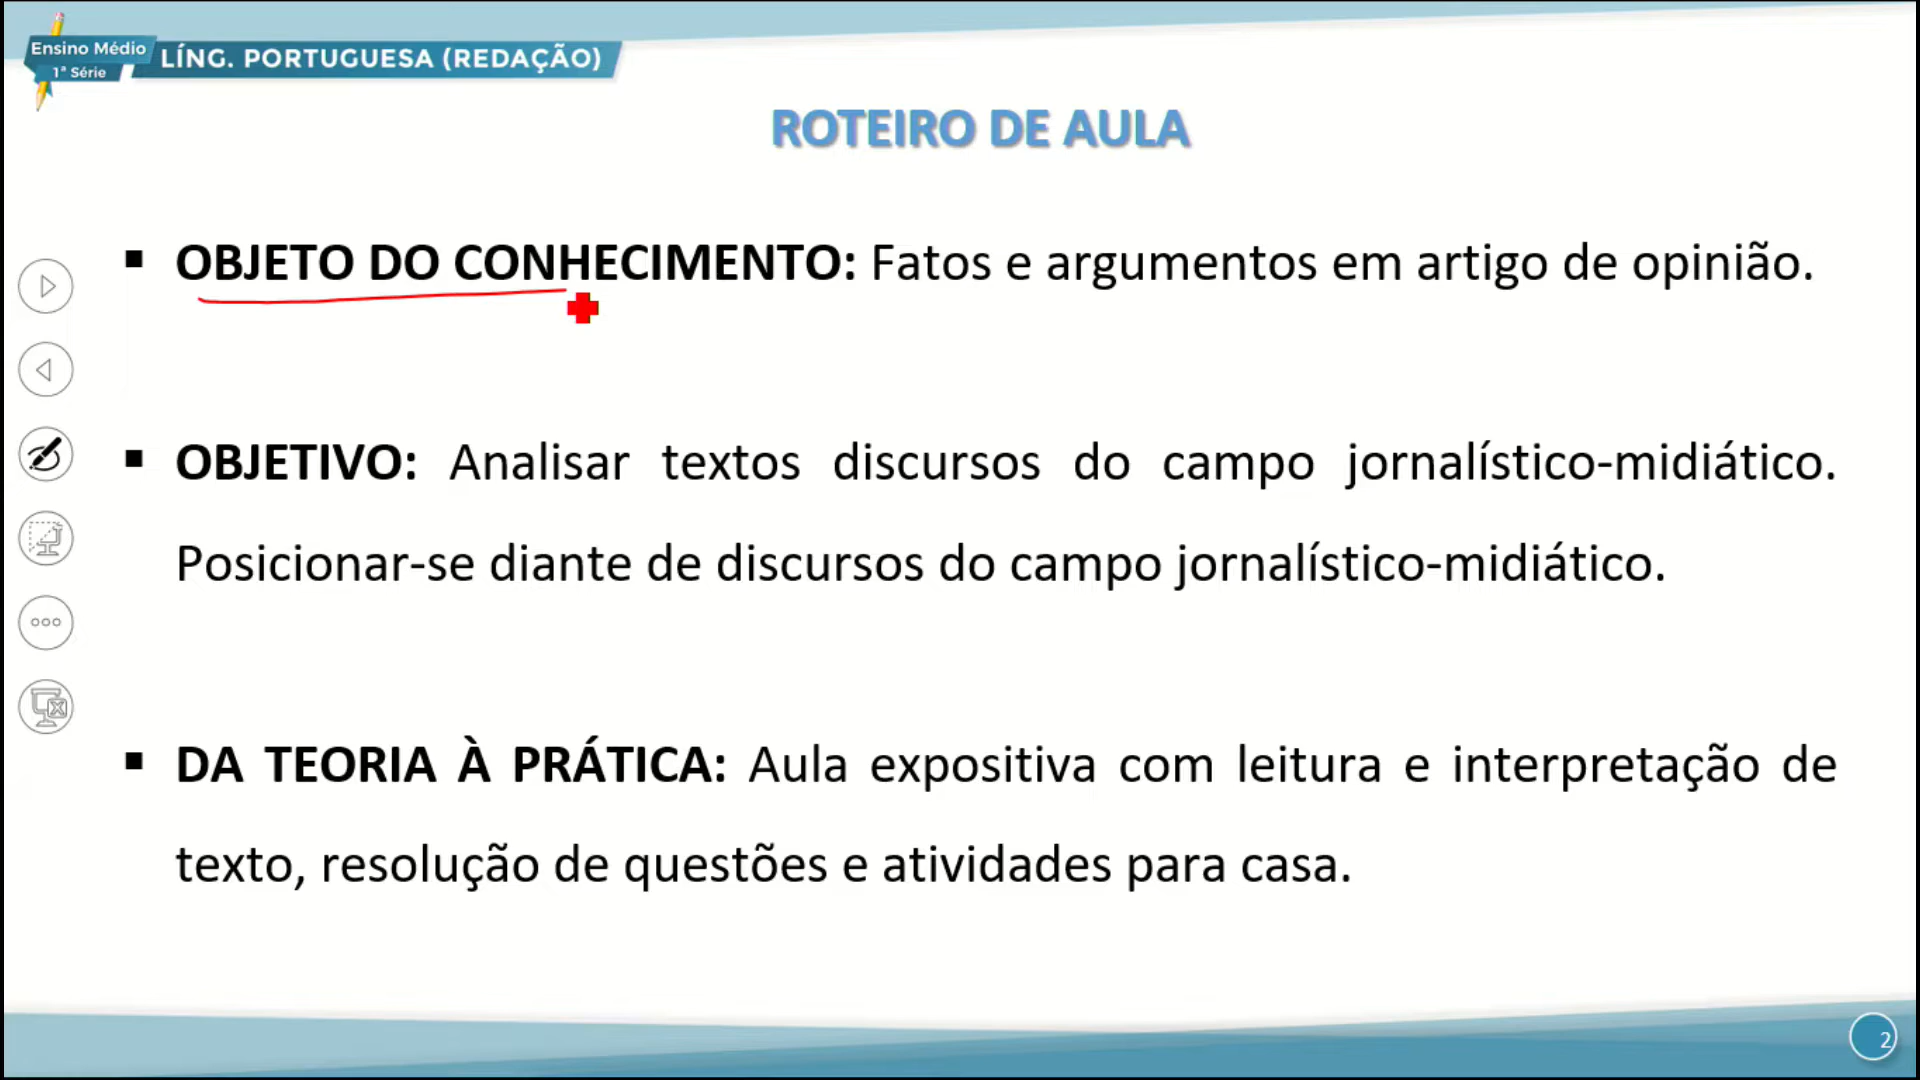 Ensino Médio
1ª Série
LÍNG. PORTUGUESA (REDAÇÃO)
ROTEIRO DE AULA
▪ OBJETO DO CONHECIMENTO: Fatos e argumentos em artigo de opinião.
▪ OBJETIVO: Analisar textos discursos do campo jornalístico-midiático.
Posicionar-se diante de discursos do campo jornalístico-midiático.
▪ DA TEORIA À PRÁTICA: Aula expositiva com leitura e interpretação de
texto, resolução de questões e atividades para casa.
2